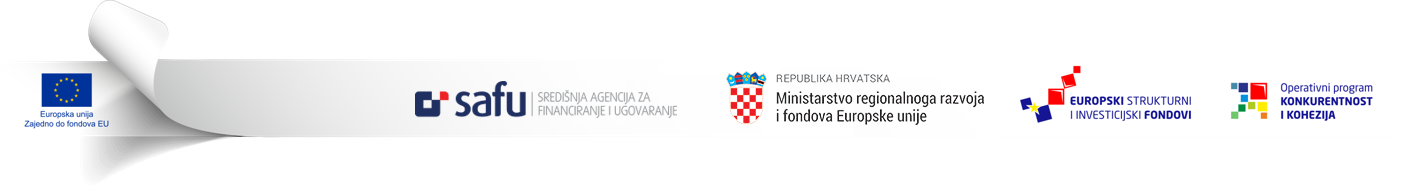 Europska unija
Zajedno do fondova EU
safu
SREDIŠNJA AGENCIJA ZA
FINANCIRANJE I UGOVARANJE
REPUBLIKA HRVATSKA
Ministarstvo regionalnoga razvoja
i fondova Europske unije
EUROPSKI STRUKTURNI
I INVESTICIJSKI FONDOVI
Operativni program
KONKURENTNOST
I KOHEZIJA